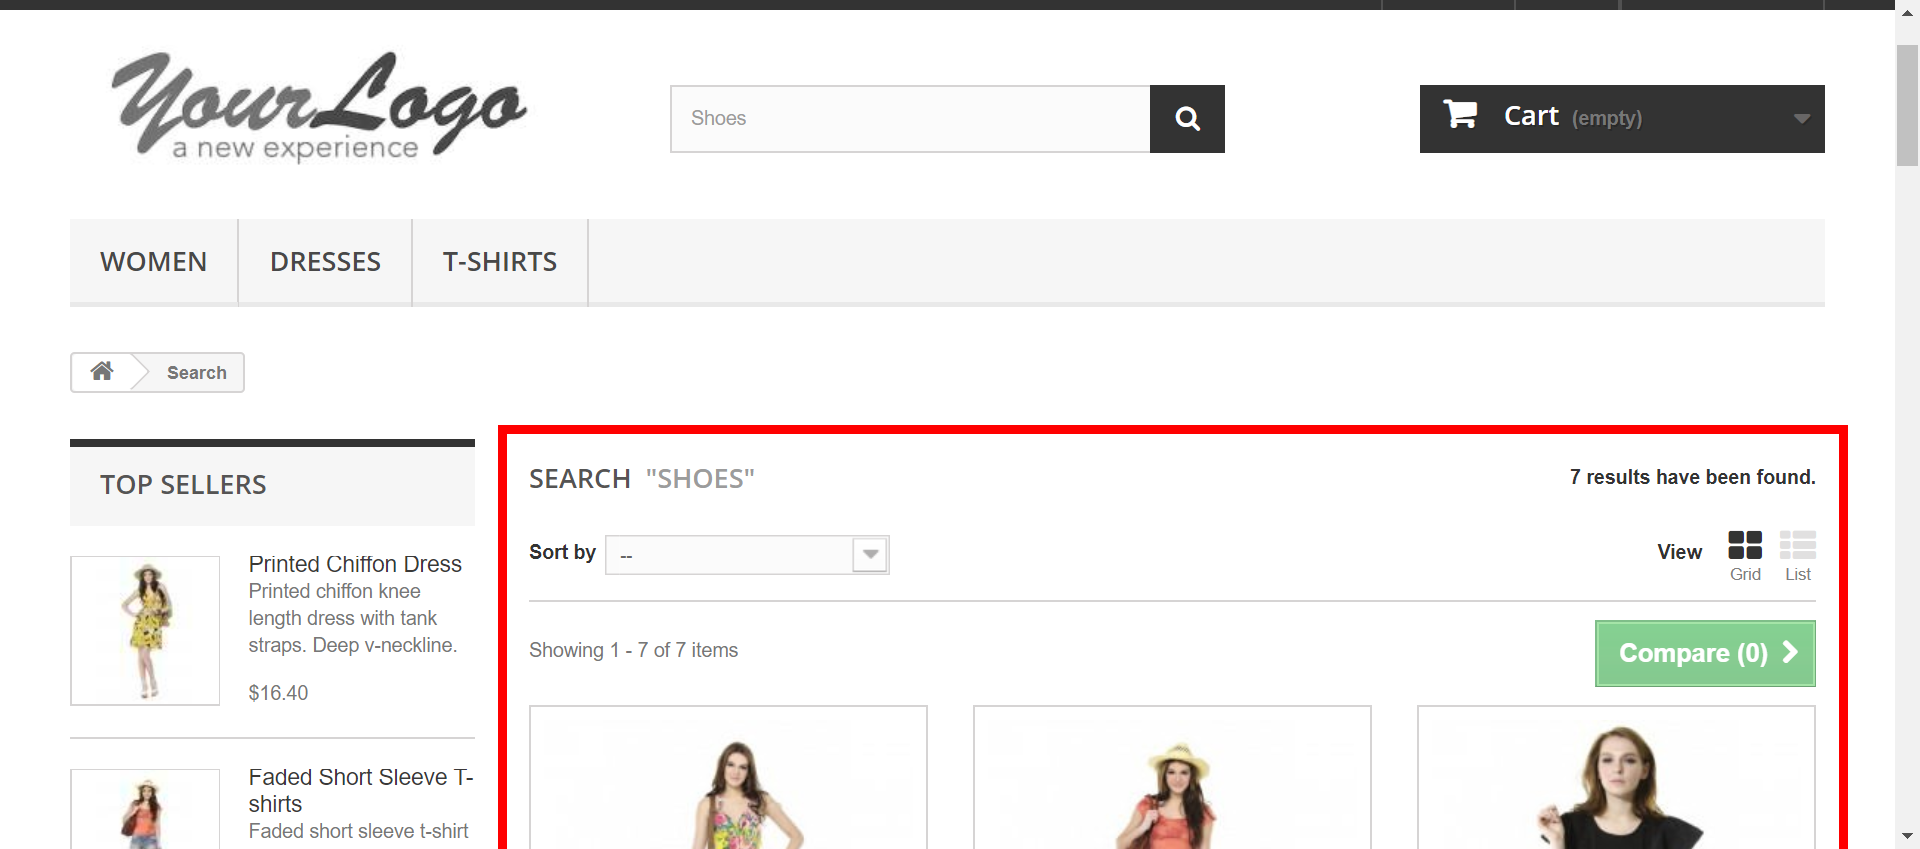 YourLogo
a new experience
Shoes
Cart (empty)
WOMEN DRESSES T-SHIRTS
Search
TOP SELLERS
Printed Chiffon Dress
Printed chiffon knee
length dress with tank
straps. Deep v-neckline.
$16.40
Faded Short Sleeve T-
shirts
Faded short sleeve t-shirt
SEARCH "SHOES"
7 results have been found.
Sort by --
View
Grid
List
Showing 1 - 7 of 7 items
Compare (0)